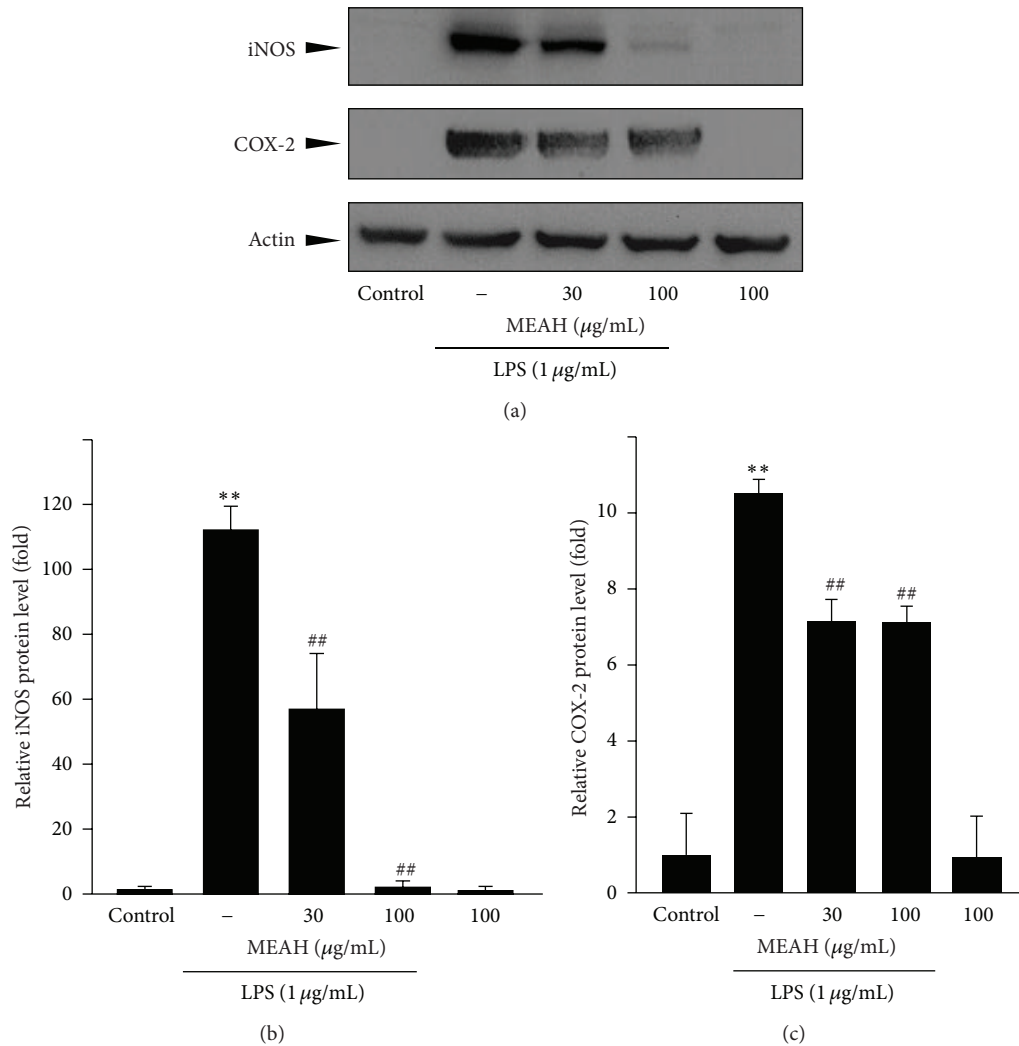 iNOS
COX-2
Actin
Control – 30 100 100
MEAH (μg/mL)
LPS (1 μg/mL)
(a)
Relative iNOS protein level (fold)
120
100
80
60
40
20
0
**
##
##
Control – 30 100 100
MEAH (μg/mL)
LPS (1 μg/mL)
(b)
Relative COX-2 protein level (fold)
10
8
6
4
2
0
**
##
##
Control – 30 100 100
MEAH (μg/mL)
LPS (1 μg/mL)
(c)